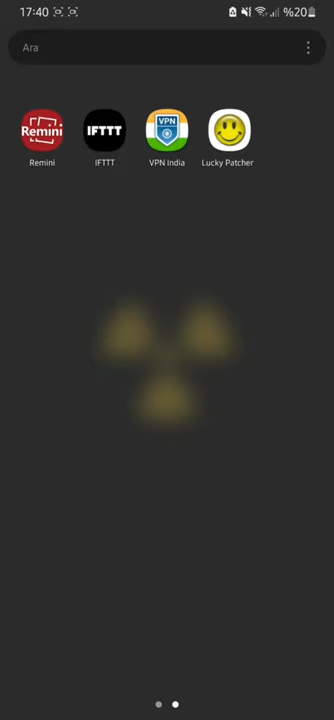 17:40 %20
Ara
Remini IFTTT VPN
Remini IFTTT VPN India Lucky Patcher